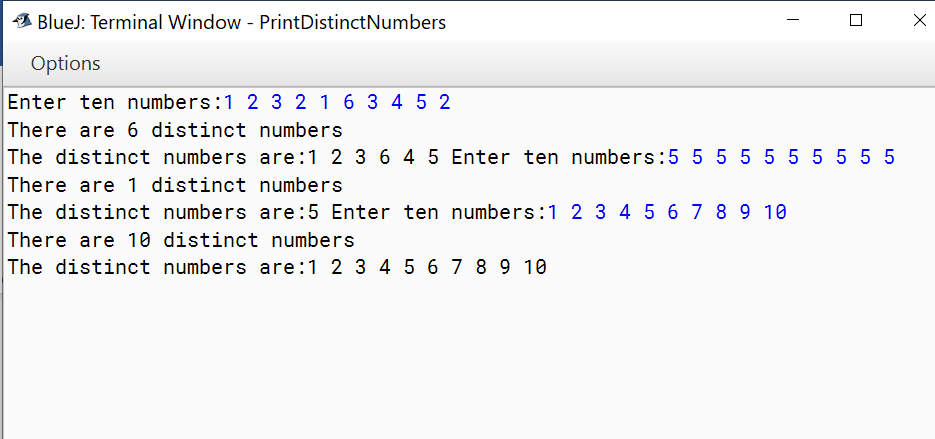 BlueJ: Terminal Window - PrintDistinctNumbers
Options
Enter ten numbers:1 2 3 2 1 6 3 4 5 2
There are 6 distinct numbers
The distinct numbers are:1 2 3 6 4 5 Enter ten numbers:5 5 5 5 5 5 5 5 5 5
There are 1 distinct numbers
The distinct numbers are:5 Enter ten numbers:1 2 3 4 5 6 7 8 9 10
There are 10 distinct numbers
The distinct numbers are:1 2 3 4 5 6 7 8 9 10